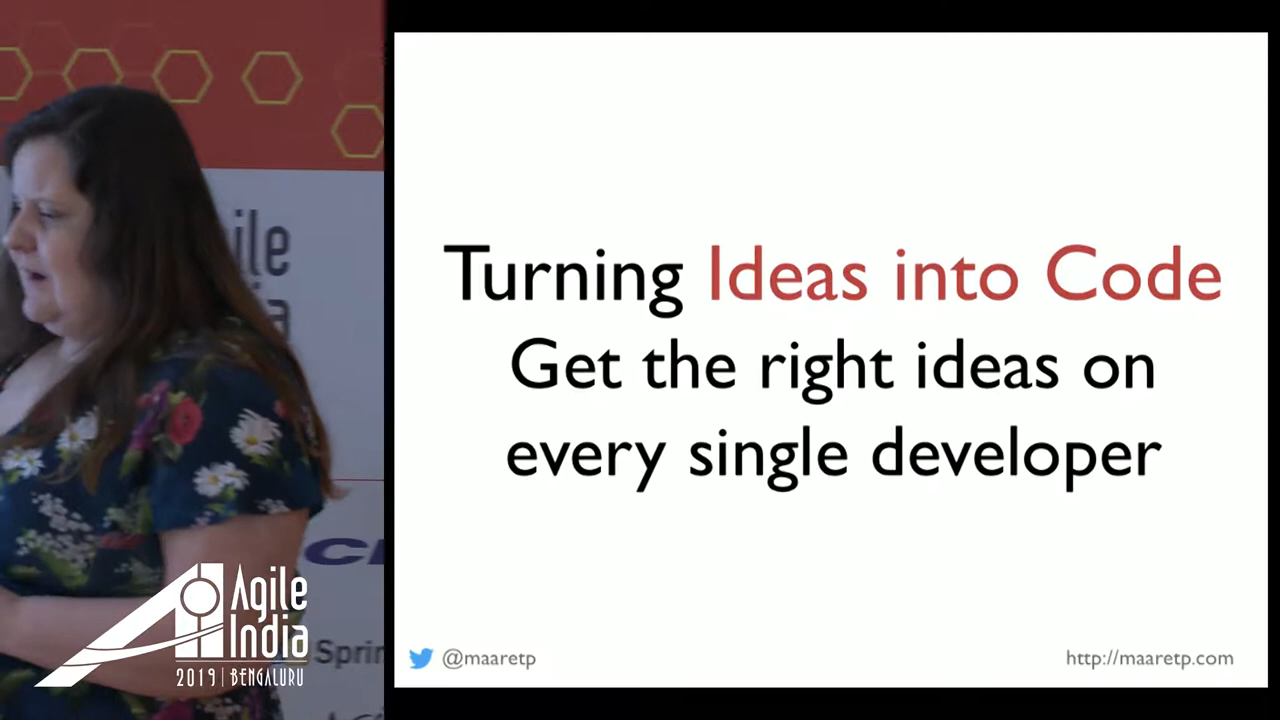 Turning Ideas into Code
Get the right ideas on
every single developer
@maaretp
http://maaretp.com
Agile
India
2019 | BENGALURU